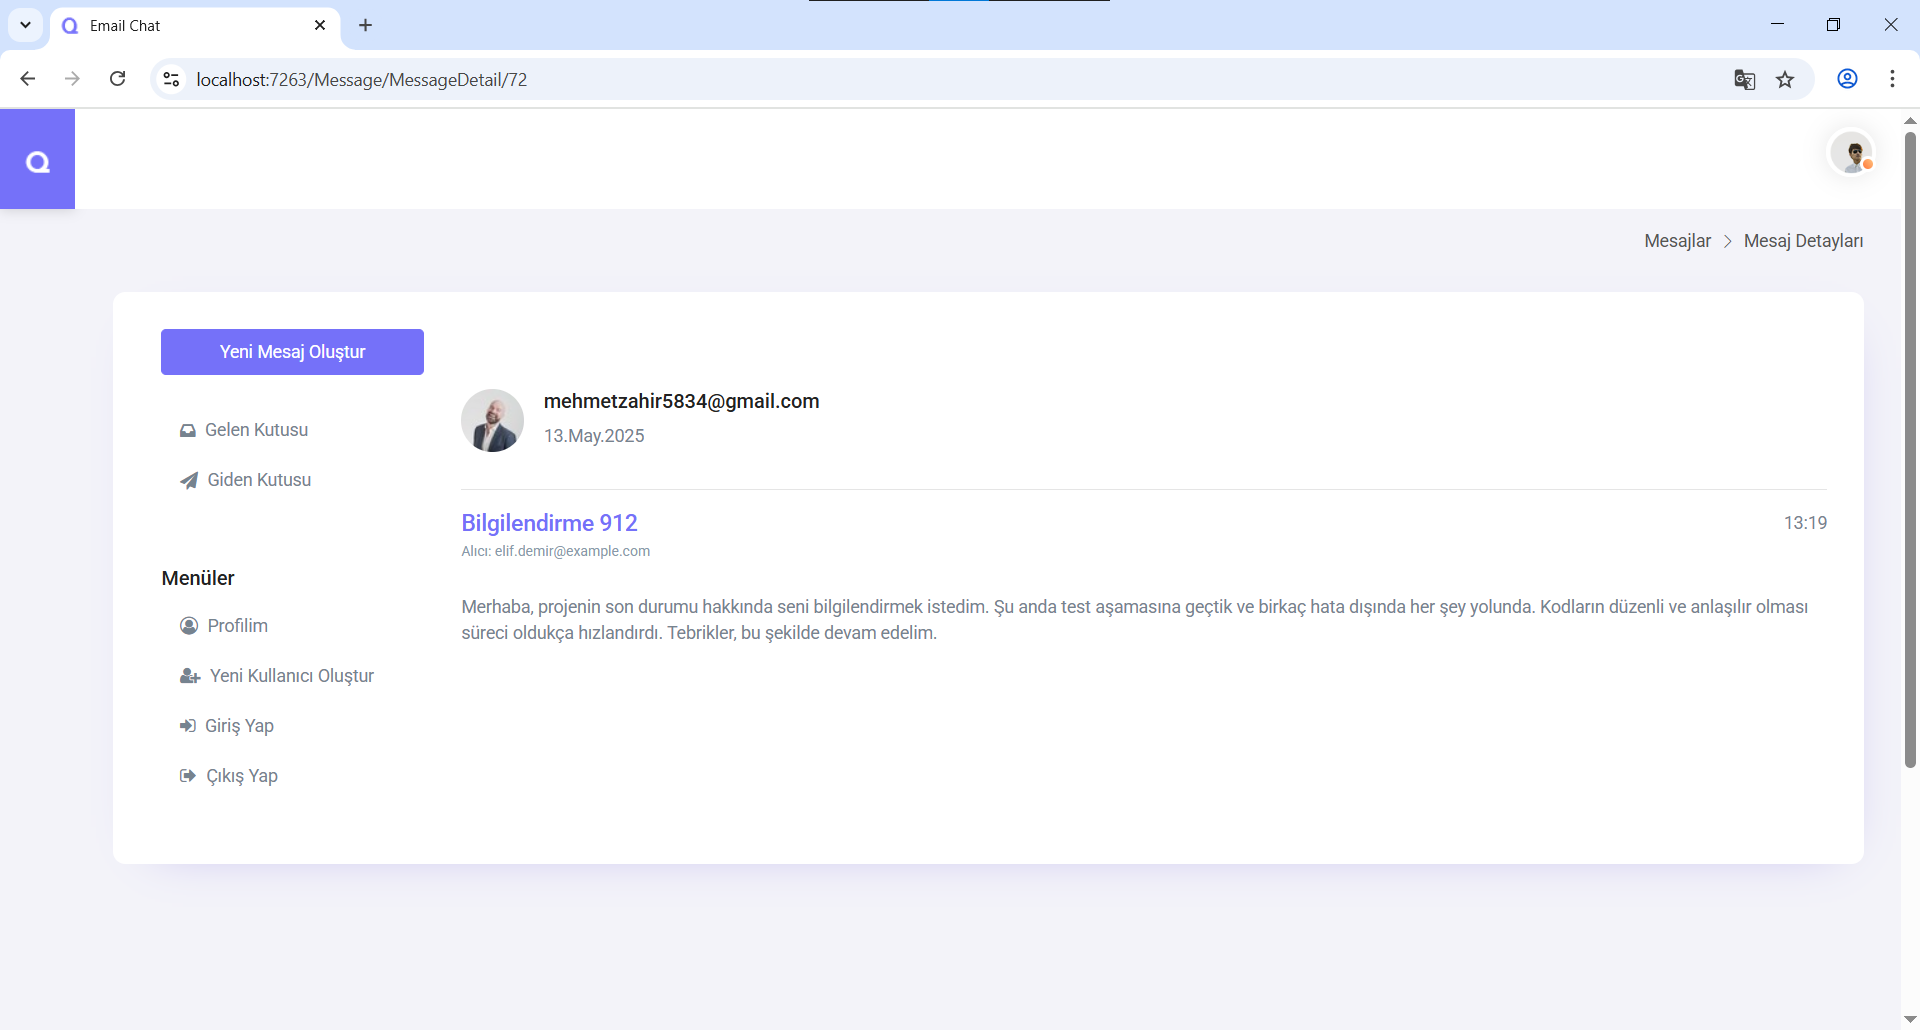 Email Chat
localhost:7263/Message/MessageDetail/72
Mesajlar > Mesaj Detayları
Yeni Mesaj Oluştur
Gelen Kutusu
Giden Kutusu
Menüler
Profilim
Yeni Kullanıcı Oluştur
Giriş Yap
Çıkış Yap
mehmetzahir5834@gmail.com
13.May.2025
Bilgilendirme 912
13:19
Alıcı: elif.demir@example.com
Merhaba, projenin son durumu hakkında seni bilgilendirmek istedim. Şu anda test aşamasına geçtik ve birkaç hata dışında her şey yolunda. Kodların düzenli ve anlaşılır olması
süreci oldukça hızlandırdı. Tebrikler, bu şekilde devam edelim.